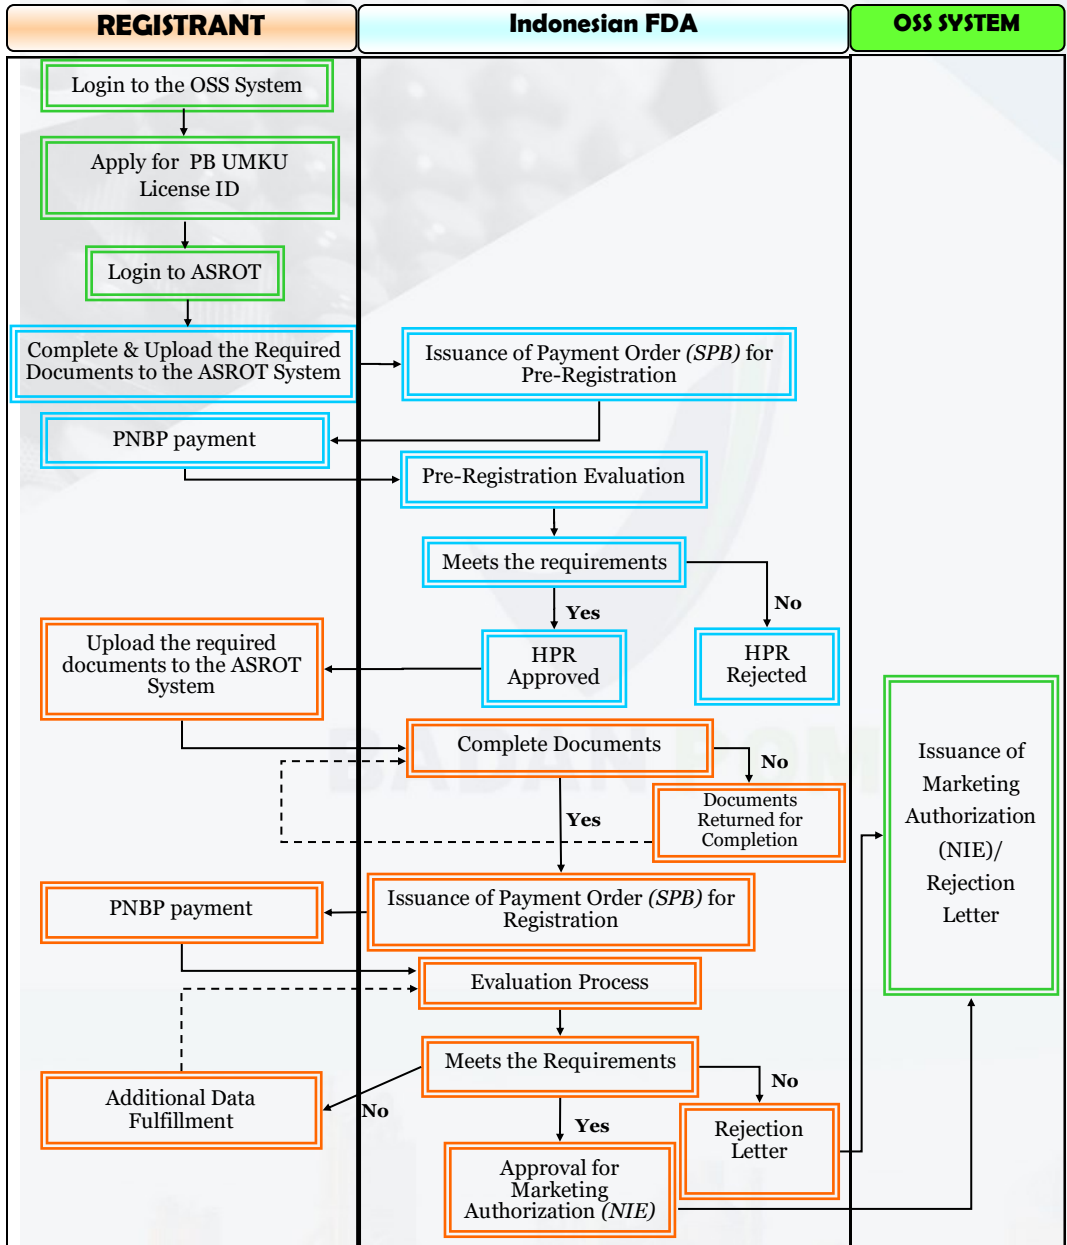 REGISTRANT
Indonesian FDA
OSS SYSTEM
Login to the OSS System
Apply for PB UMKU
License ID
Login to ASROT
Complete & Upload the Required
Documents to the ASROT System
Issuance of Payment Order (SPB) for
Pre-Registration
PNBP payment
Pre-Registration Evaluation
Meets the requirements
Yes
No
Upload the required
documents to the ASROT
System
HPR
Approved
HPR
Rejected
Complete Documents
No
BADAN POM
Documents
Returned for
Completion
Yes
Issuance of
Marketing
Authorization
(NIE)/
Rejection
Letter
PNBP payment
Issuance of Payment Order (SPB) for
Registration
Evaluation Process
Meets the Requirements
No
Additional Data
Fulfillment
No
Yes
Rejection
Letter
Approval for
Marketing
Authorization (NIE)